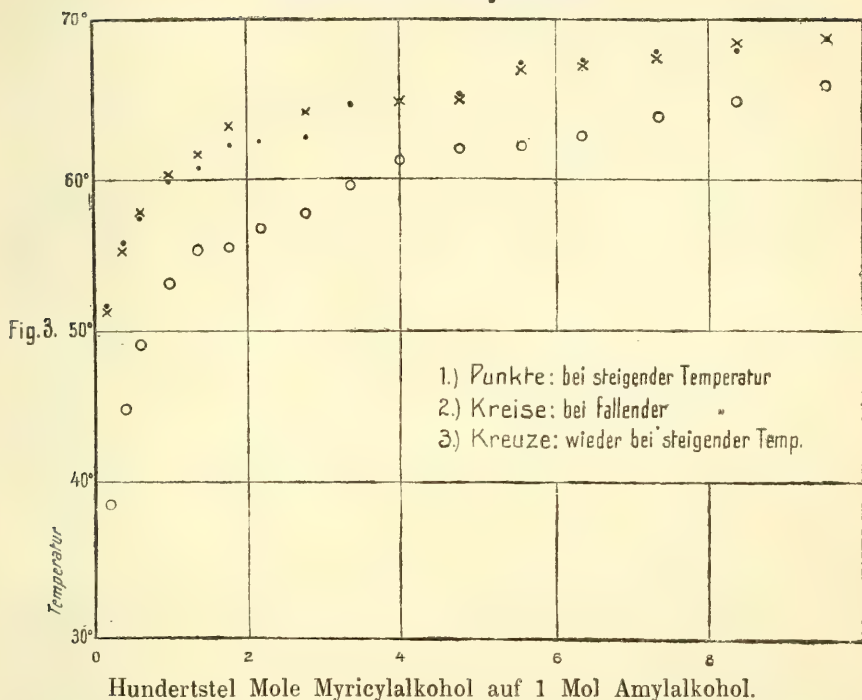 70°
60°
Fig.3. 50°
1.) Punkte: bei steigender Temperatur
2.) Kreise: bei fallender "
3.) Kreuze: wieder bei steigender Temp.
40°
Temperatur
30°
0 2 4 6 8
Hundertstel Mole Myricylalkohol auf 1 Mol Amylalkohol.